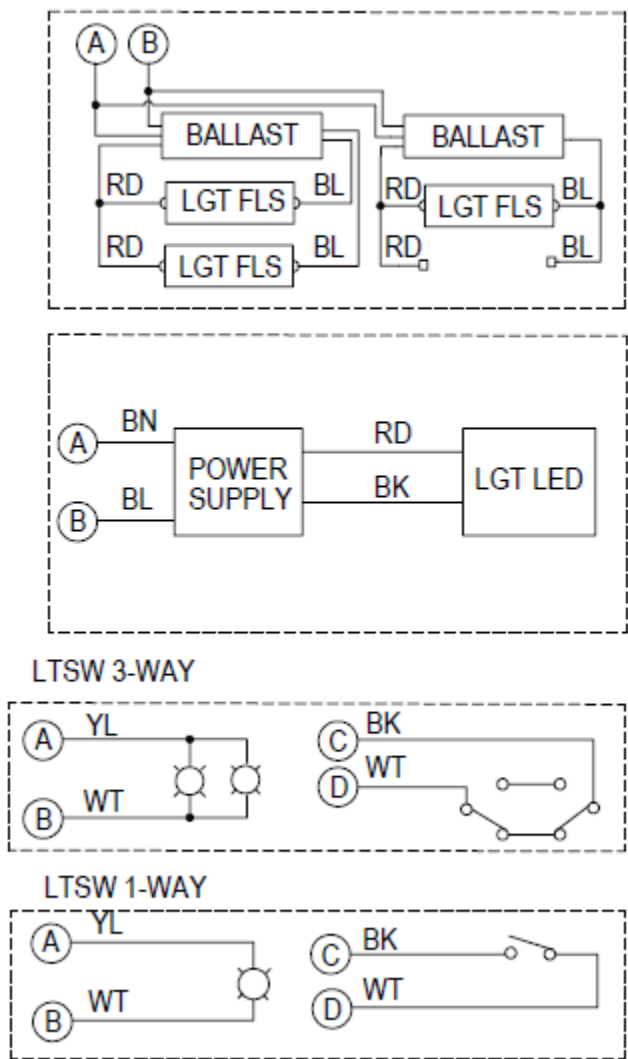 A B
BALLAST BALLAST
RD LGT FLS BL RD LGT FLS BL
RD LGT FLS BL RD BL
A BN POWER SUPPLY RD LGT LED
B BL BK
LTSW 3-WAY
A YL C BK
B WT D WT
LTSW 1-WAY
A YL C BK
B WT D WT